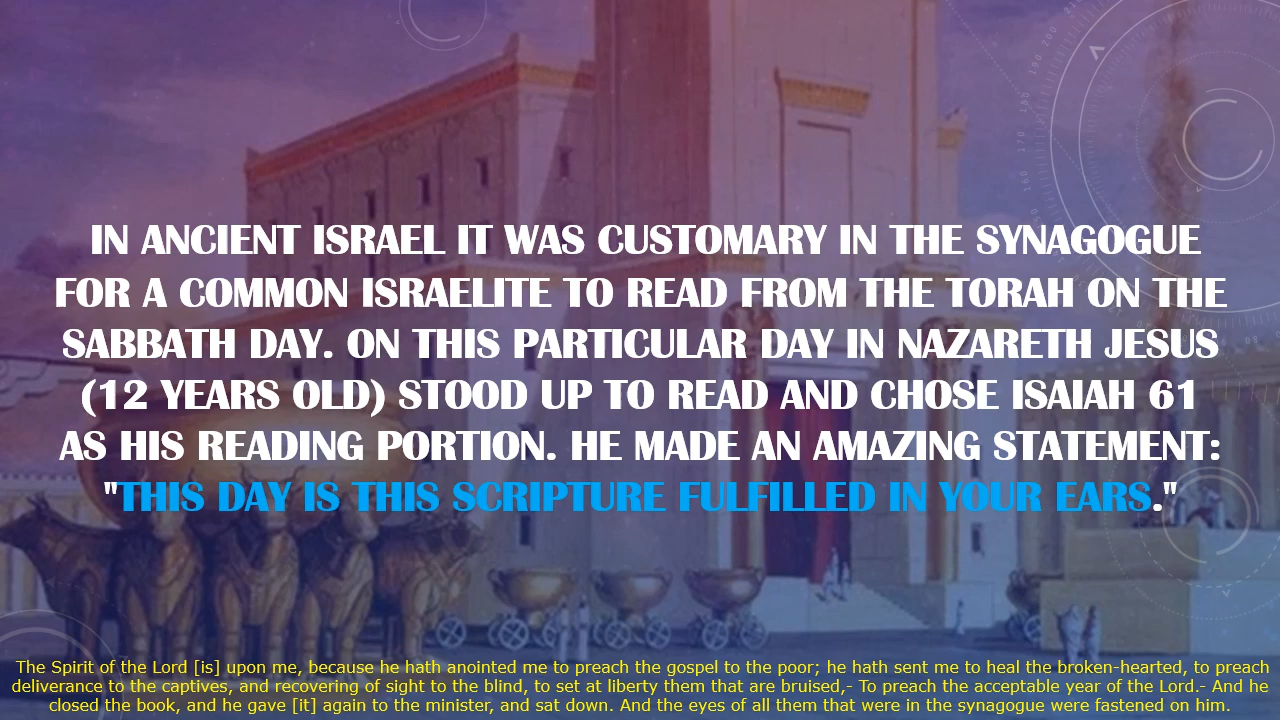 IN ANCIENT ISRAEL IT WAS CUSTOMARY IN THE SYNAGOGUE
FOR A COMMON ISRAELITE TO READ FROM THE TORAH ON THE
SABBATH DAY. ON THIS PARTICULAR DAY IN NAZARETH JESUS
(12 YEARS OLD) STOOD UP TO READ AND CHOSE ISAIAH 61
AS HIS READING PORTION. HE MADE AN AMAZING STATEMENT:
"THIS DAY IS THIS SCRIPTURE FULFILLED IN YOUR EARS."
The Spirit of the Lord [is] upon me, because he hath anointed me to preach the gospel to the poor; he hath sent me to heal the broken-hearted, to preach
deliverance to the captives, and recovering of sight to the blind, to set at liberty them that are bruised,- To preach the acceptable year of the Lord.- And he
closed the book, and he gave [it] again to the minister, and sat down. And the eyes of all them that were in the synagogue were fastened on him.